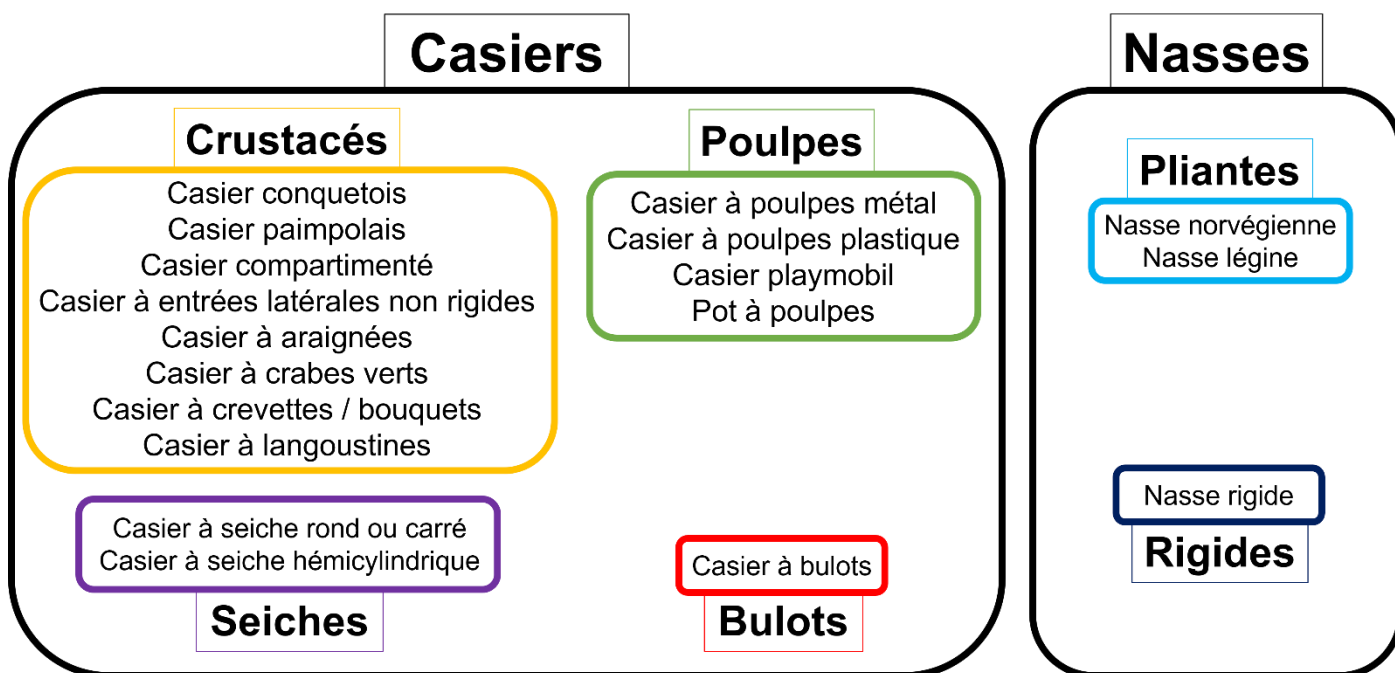 Casiers
Crustacés
Casier conquetois
Casier paimpolais
Casier compartimenté
Casier à entrées latérales non rigides
Casier à araignées
Casier à crabes verts
Casier à crevettes / bouquets
Casier à langoustines
Poulpes
Casier à poulpes métal
Casier à poulpes plastique
Casier playmobil
Pot à poulpes
Casier à seiche rond ou carré
Casier à seiche hémicylindrique
Seiches
Casier à bulots
Bulots
Nasses
Pliantes
Nasse norvégienne
Nasse légine
Nasse rigide
Rigides